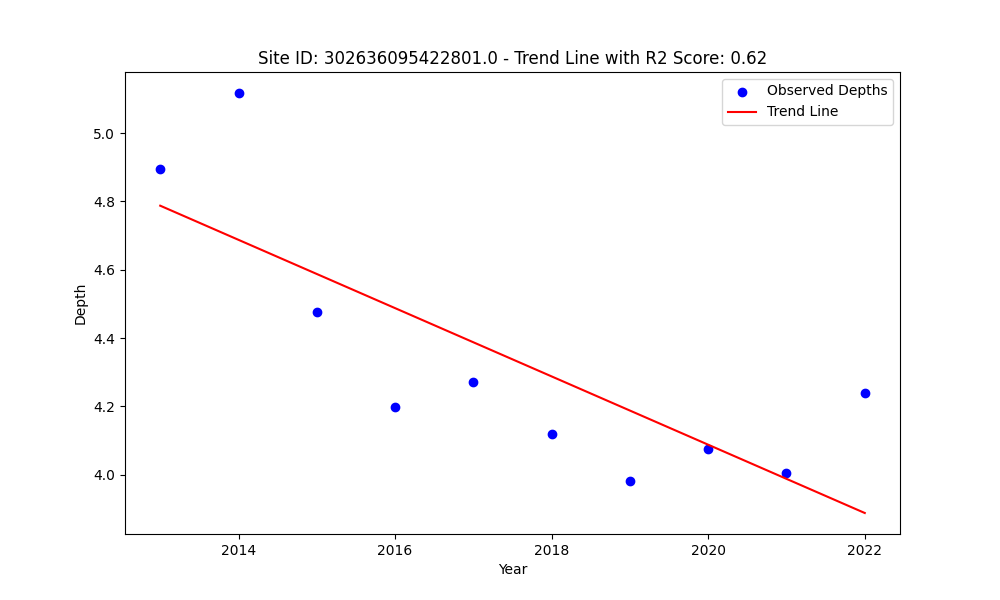 Site ID: 302636095422801.0 - Trend Line with R2 Score: 0.62
Observed Depths
Trend Line
5.0
4.8
4.6
4.4
4.2
4.0
Depth
2014
2016
2018
2020
2022
Year